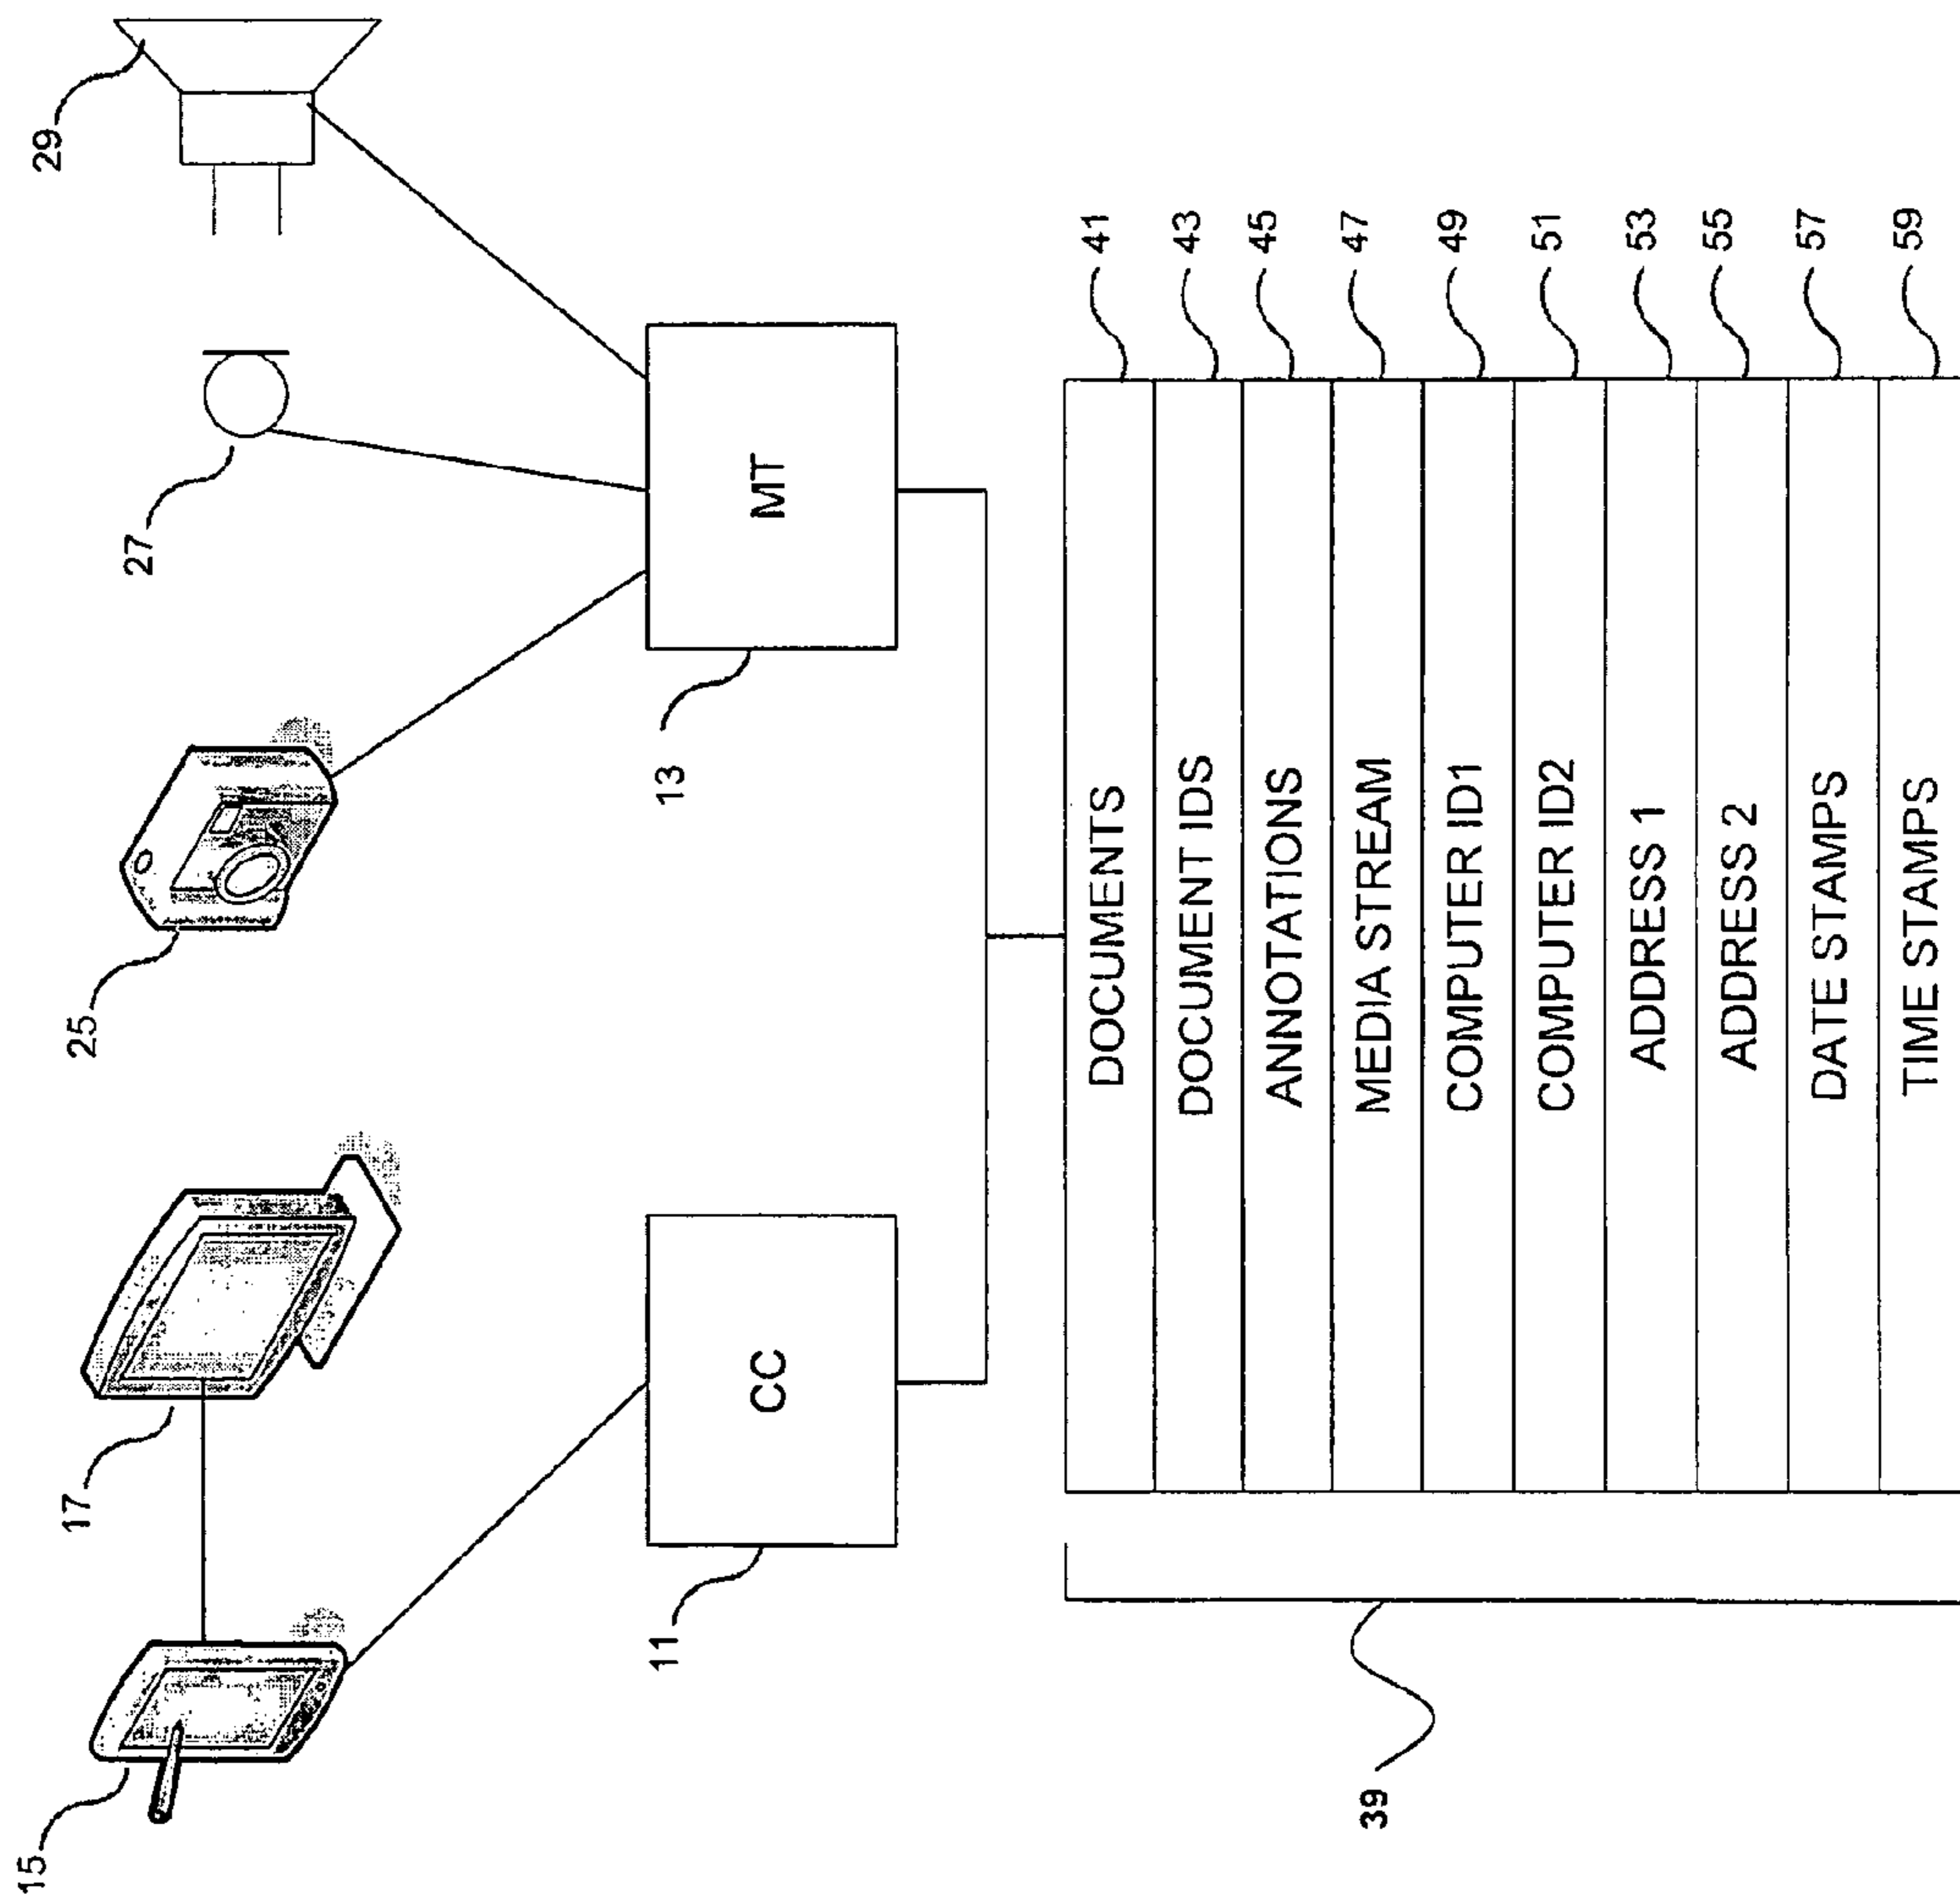 15
17
25
27
29
11
CC
13
MT
39
DOCUMENTS
41
DOCUMENT IDS
43
ANNOTATIONS
45
MEDIA STREAM
47
COMPUTER ID1
49
COMPUTER ID2
51
ADDRESS 1
53
ADDRESS 2
55
DATE STAMPS
57
TIME STAMPS
59